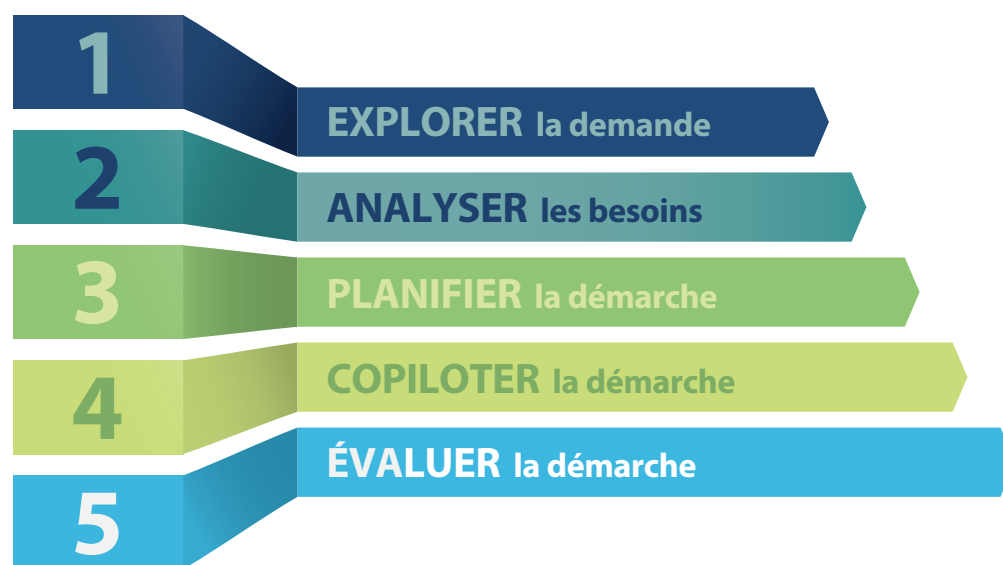 1 EXPLORER la demande
2 ANALYSER les besoins
3 PLANIFIER la démarche
4 COPILOTER la démarche
5 ÉVALUER la démarche